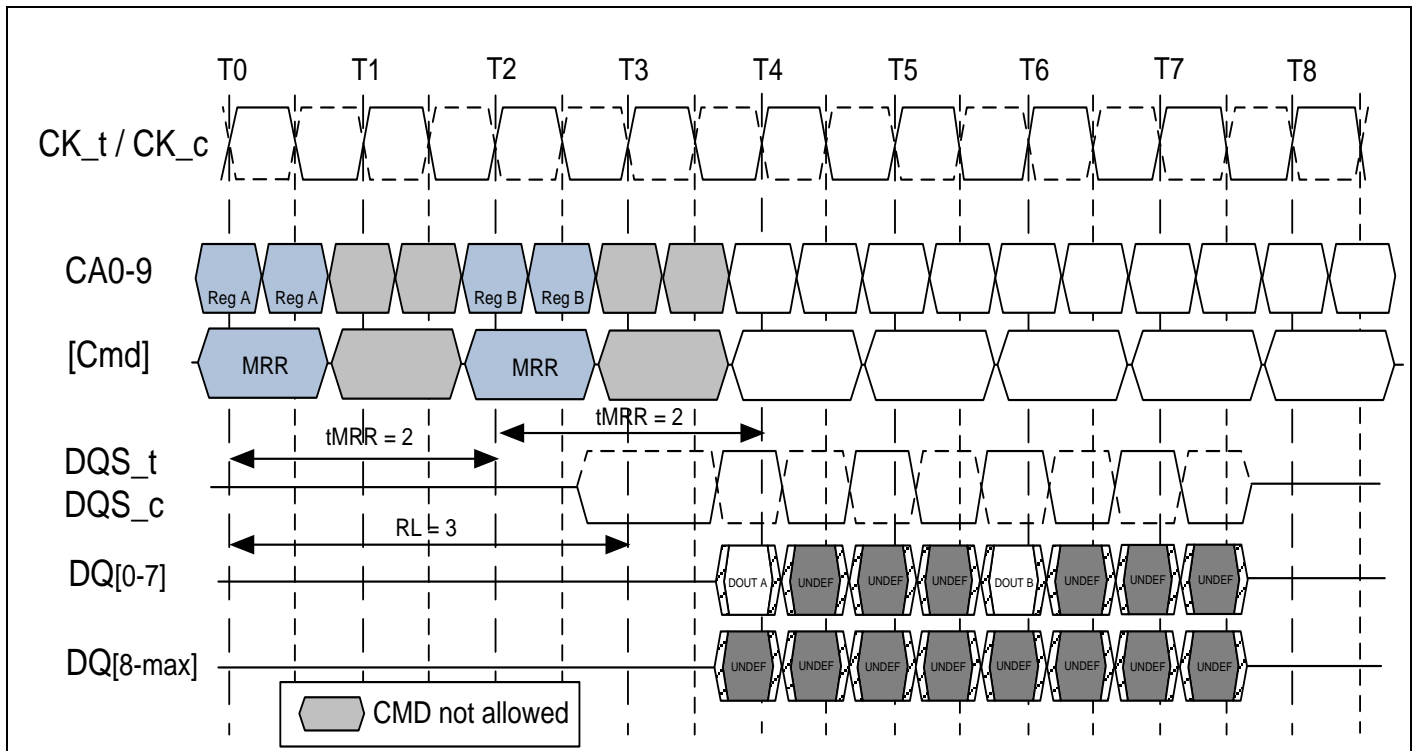 T0 T1 T2 T3 T4 T5 T6 T7 T8
CK_t / CK_c
CA0-9
Reg A Reg A Reg B Reg B
[Cmd]
MRR MRR
tMRR = 2
tMRR = 2
DQS_t
DQS_c
RL = 3
DQ[0-7]
DOUT A UNDEF UNDEF UNDEF DOUT B UNDEF UNDEF UNDEF
DQ[8-max]
UNDEF UNDEF UNDEF UNDEF UNDEF UNDEF UNDEF UNDEF
CMD not allowed